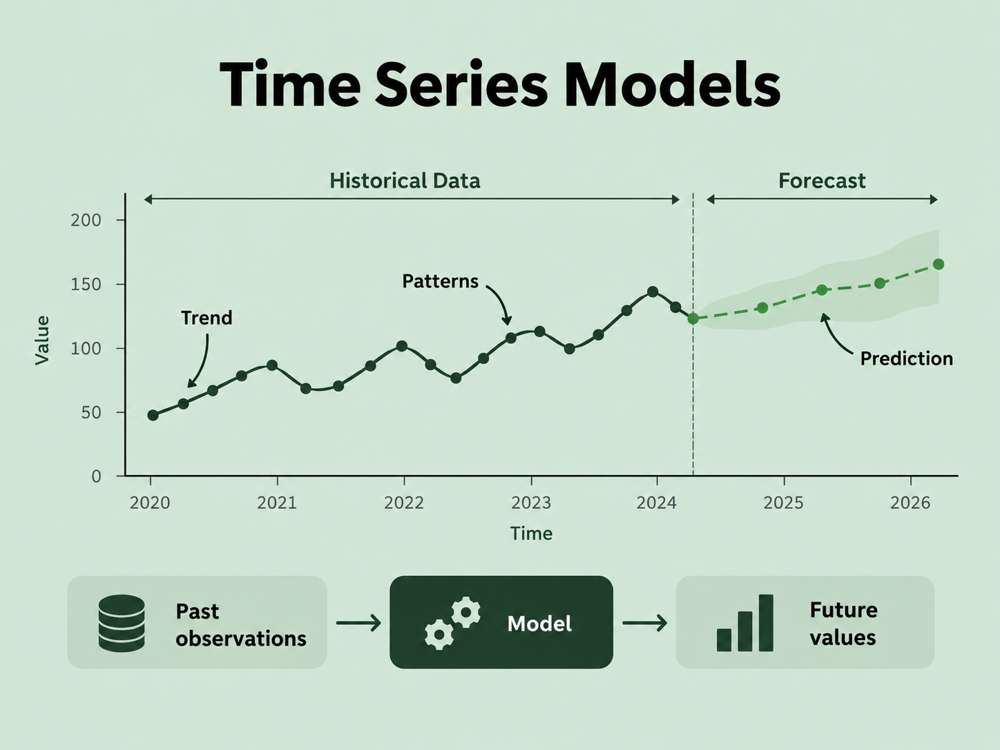 Time Series Models
Historical Data
Forecast
200
150
100
50
0
Value
Trend
Patterns
Prediction
2020
2021
2022
2023
2024
2025
2026
Time
Past
observations
Model
Future
values